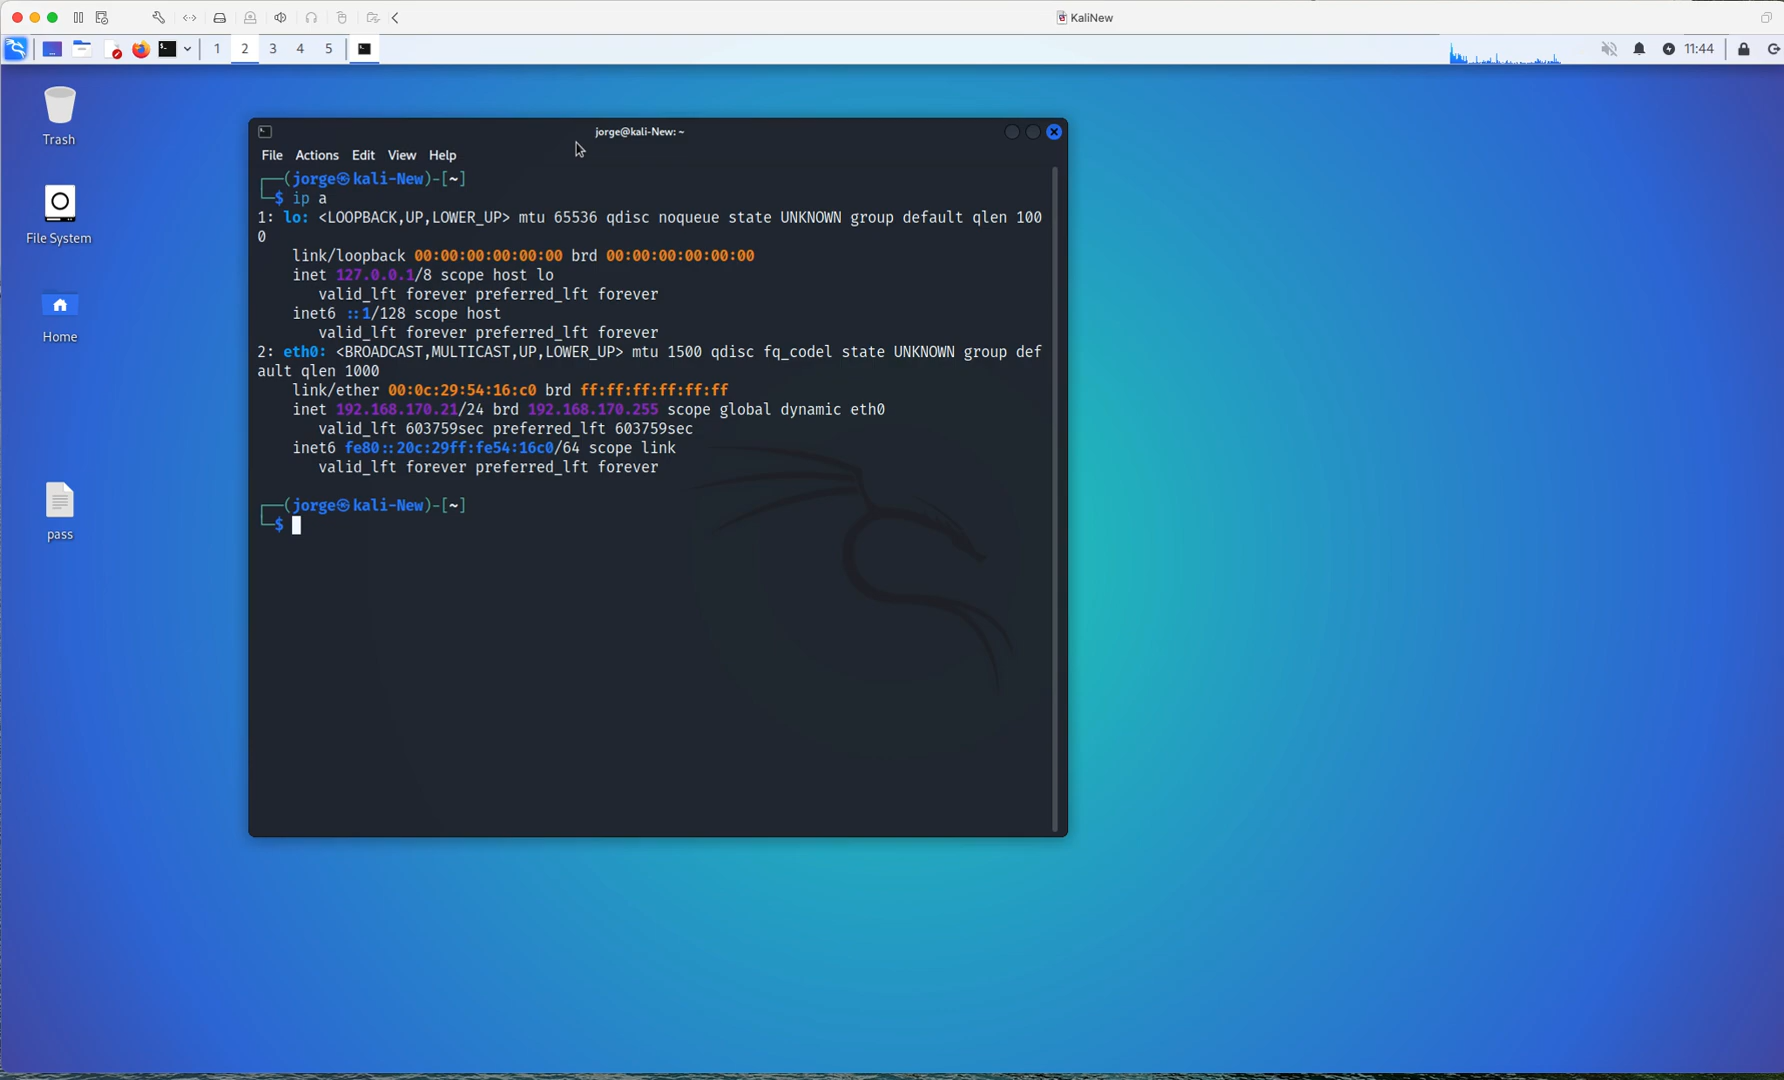 KaliNew
1 2 3 4 5
11:44
Trash
File System
Home
pass
jorge@kali-New: ~
File Actions Edit View Help
┌──(jorge㉿kali-New)-[~]
└─$ ip a
1: lo: <LOOPBACK,UP,LOWER_UP> mtu 65536 qdisc noqueue state UNKNOWN group default qlen 100
0
link/loopback 00:00:00:00:00:00 brd 00:00:00:00:00:00
inet 127.0.0.1/8 scope host lo
valid_lft forever preferred_lft forever
inet6 ::1/128 scope host
valid_lft forever preferred_lft forever
2: eth0: <BROADCAST,MULTICAST,UP,LOWER_UP> mtu 1500 qdisc fq_codel state UNKNOWN group def
ault qlen 1000
link/ether 00:0c:29:54:16:c0 brd ff:ff:ff:ff:ff:ff
inet 192.168.170.21/24 brd 192.168.170.255 scope global dynamic eth0
valid_lft 603759sec preferred_lft 603759sec
inet6 fe80::20c:29ff:fe54:16c0/64 scope link
valid_lft forever preferred_lft forever
┌──(jorge㉿kali-New)-[~]
└─$